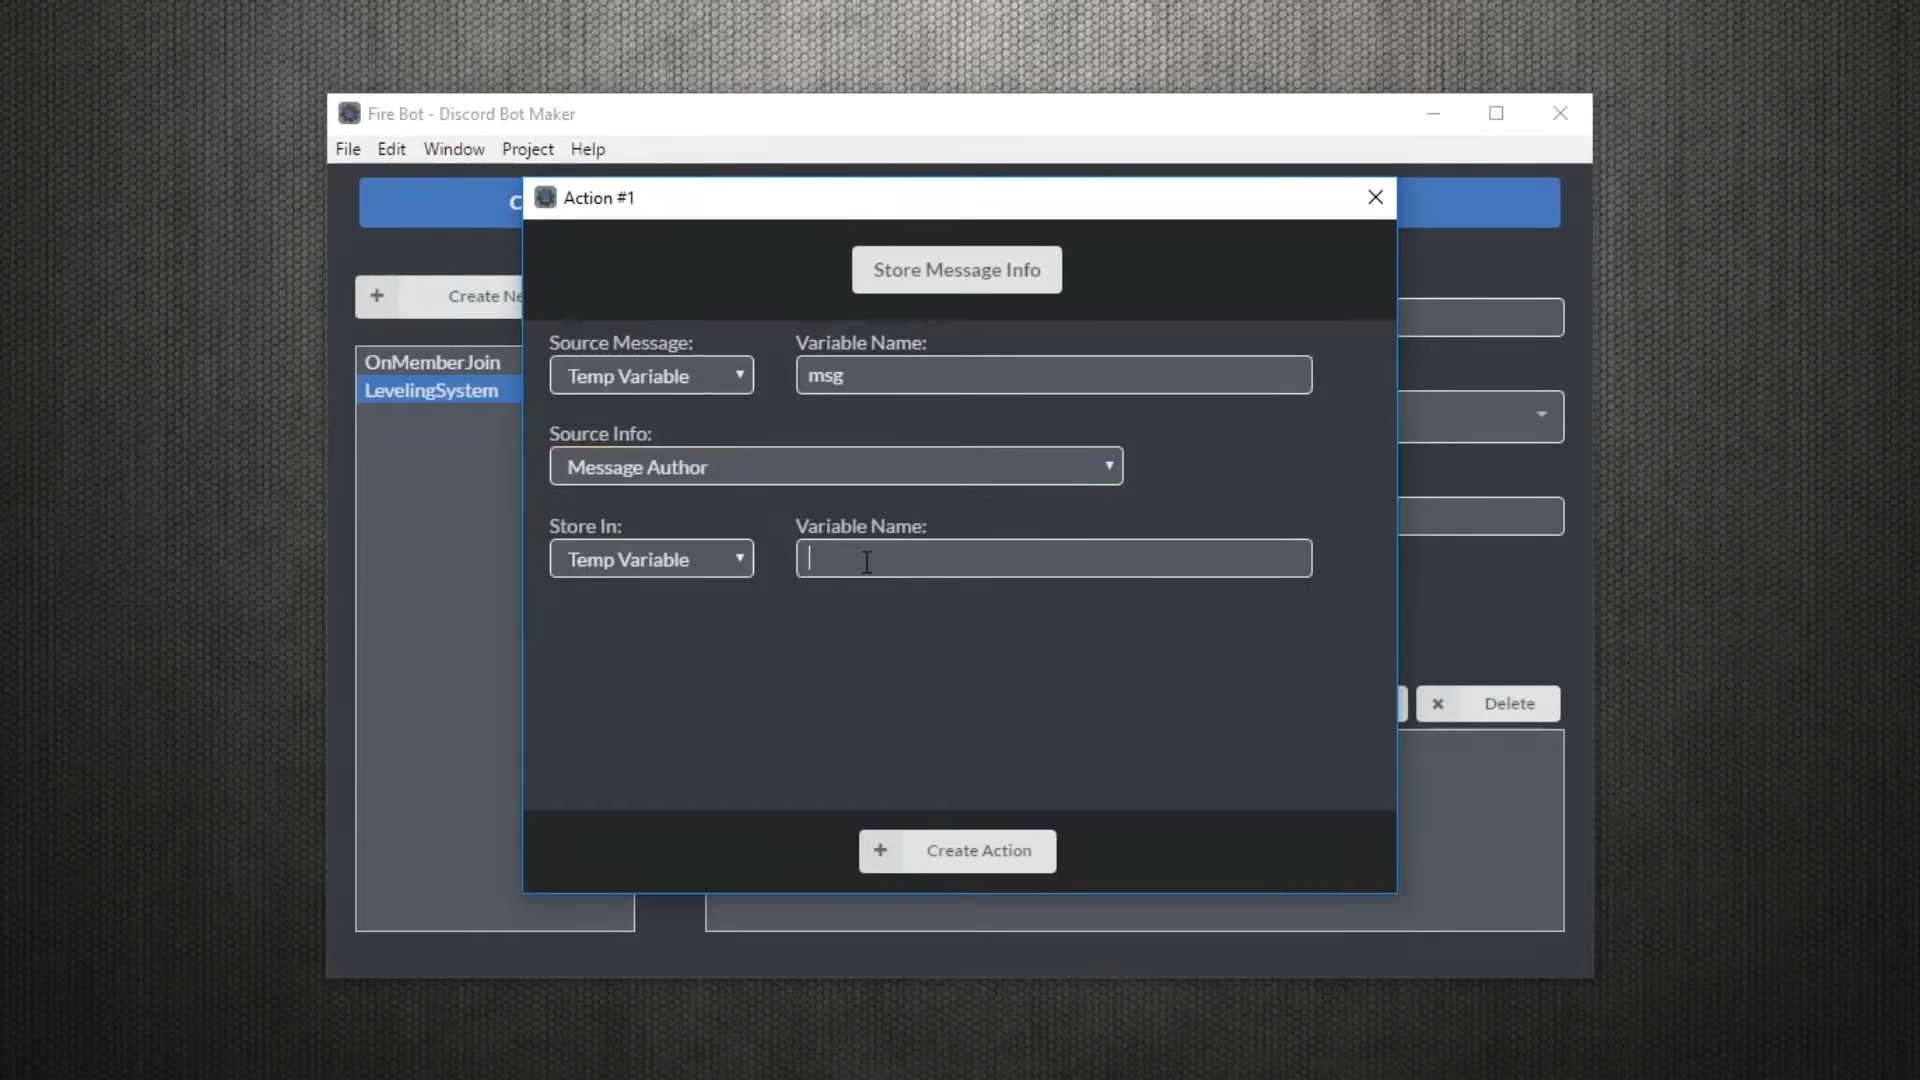 Fire Bot - Discord Bot Maker
File Edit Window Project Help
Action #1
Store Message Info
Create Ne
OnMemberJoin
LevelingSystem
Source Message:
Variable Name:
Temp Variable
msg
Source Info:
Message Author
Store In:
Variable Name:
Temp Variable
Delete
Create Action